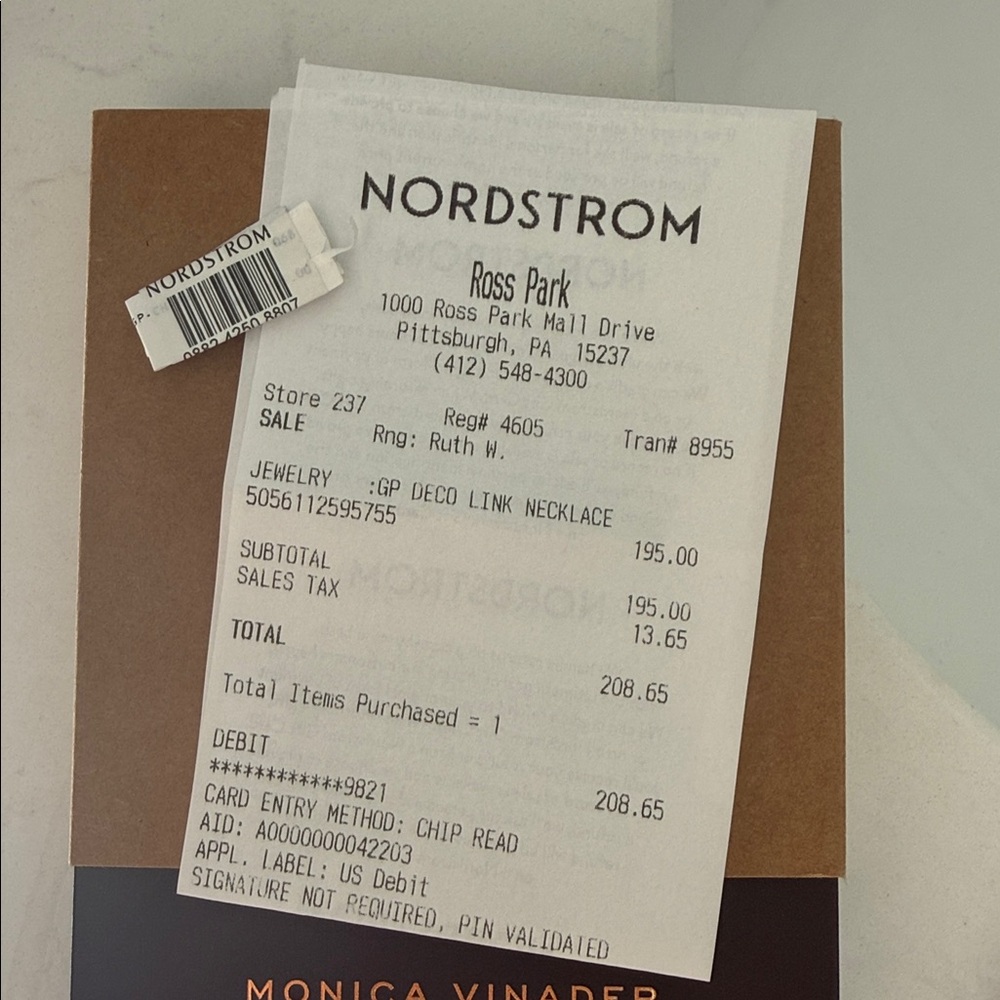 NORDSTROM
Ross Park
1000 Ross Park Mall Drive
Pittsburgh, PA 15237
(412) 548-4300
Store 237 Reg# 4605 Tran# 8955
SALE Rng: Ruth W.
JEWELRY :GP DECO LINK NECKLACE
5056112595755 195.00
SUBTOTAL 195.00
SALES TAX 13.65
TOTAL 208.65
Total Items Purchased = 1
DEBIT
************9821 208.65
CARD ENTRY METHOD: CHIP READ
AID: A0000000042203
APPL. LABEL: US Debit
SIGNATURE NOT REQUIRED, PIN VALIDATED
NORDSTROM
0882 4250 8807
MONICA VINADER